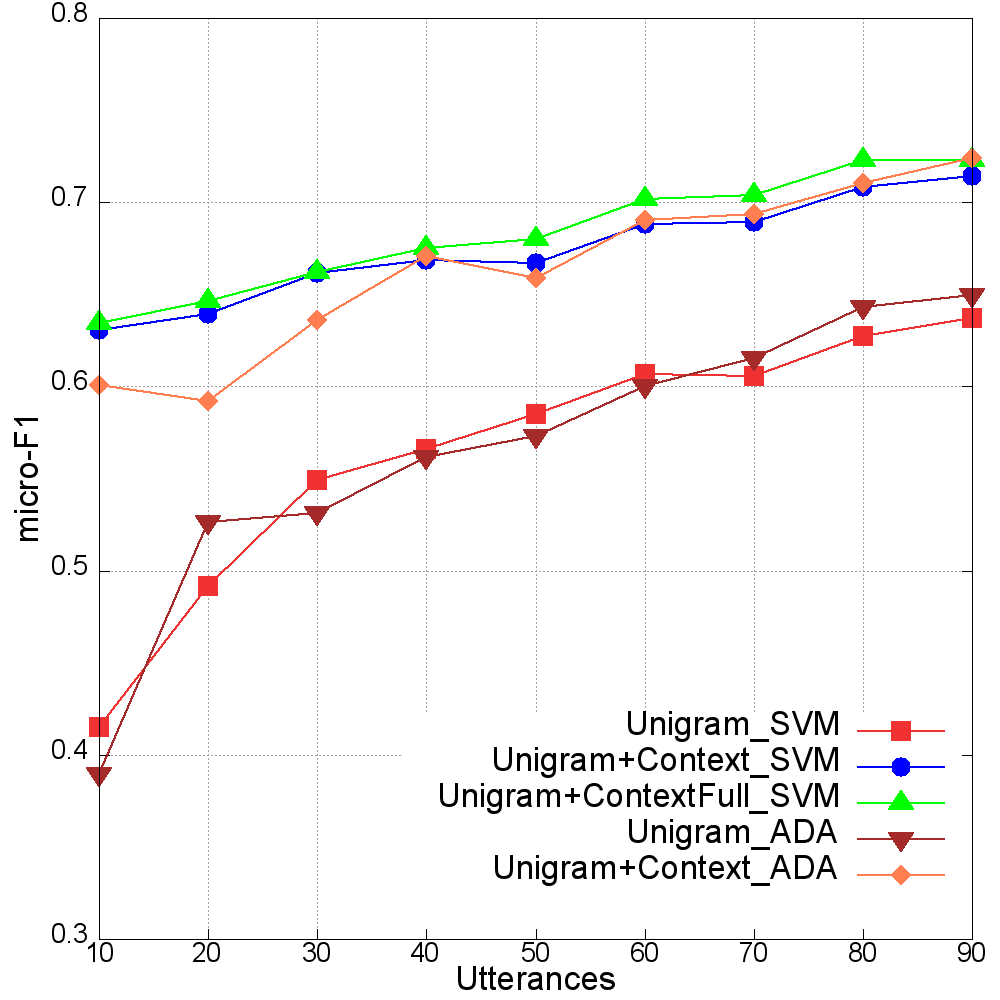 0.8
0.7
0.6
0.5
0.4
0.3
micro-F1
Unigram_SVM
Unigram+Context_SVM
Unigram+ContextFull_SVM
Unigram_ADA
Unigram+Context_ADA
10 20 30 40 50 60 70 80 90
Utterances